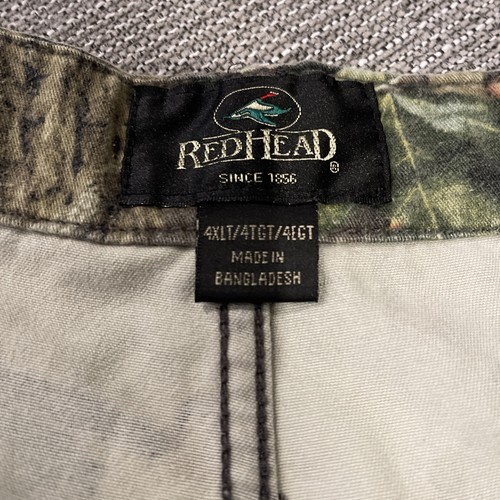 REDHEAD®
SINCE 1856
4XLT/4TGT/4EGT
MADE IN
BANGLADESH